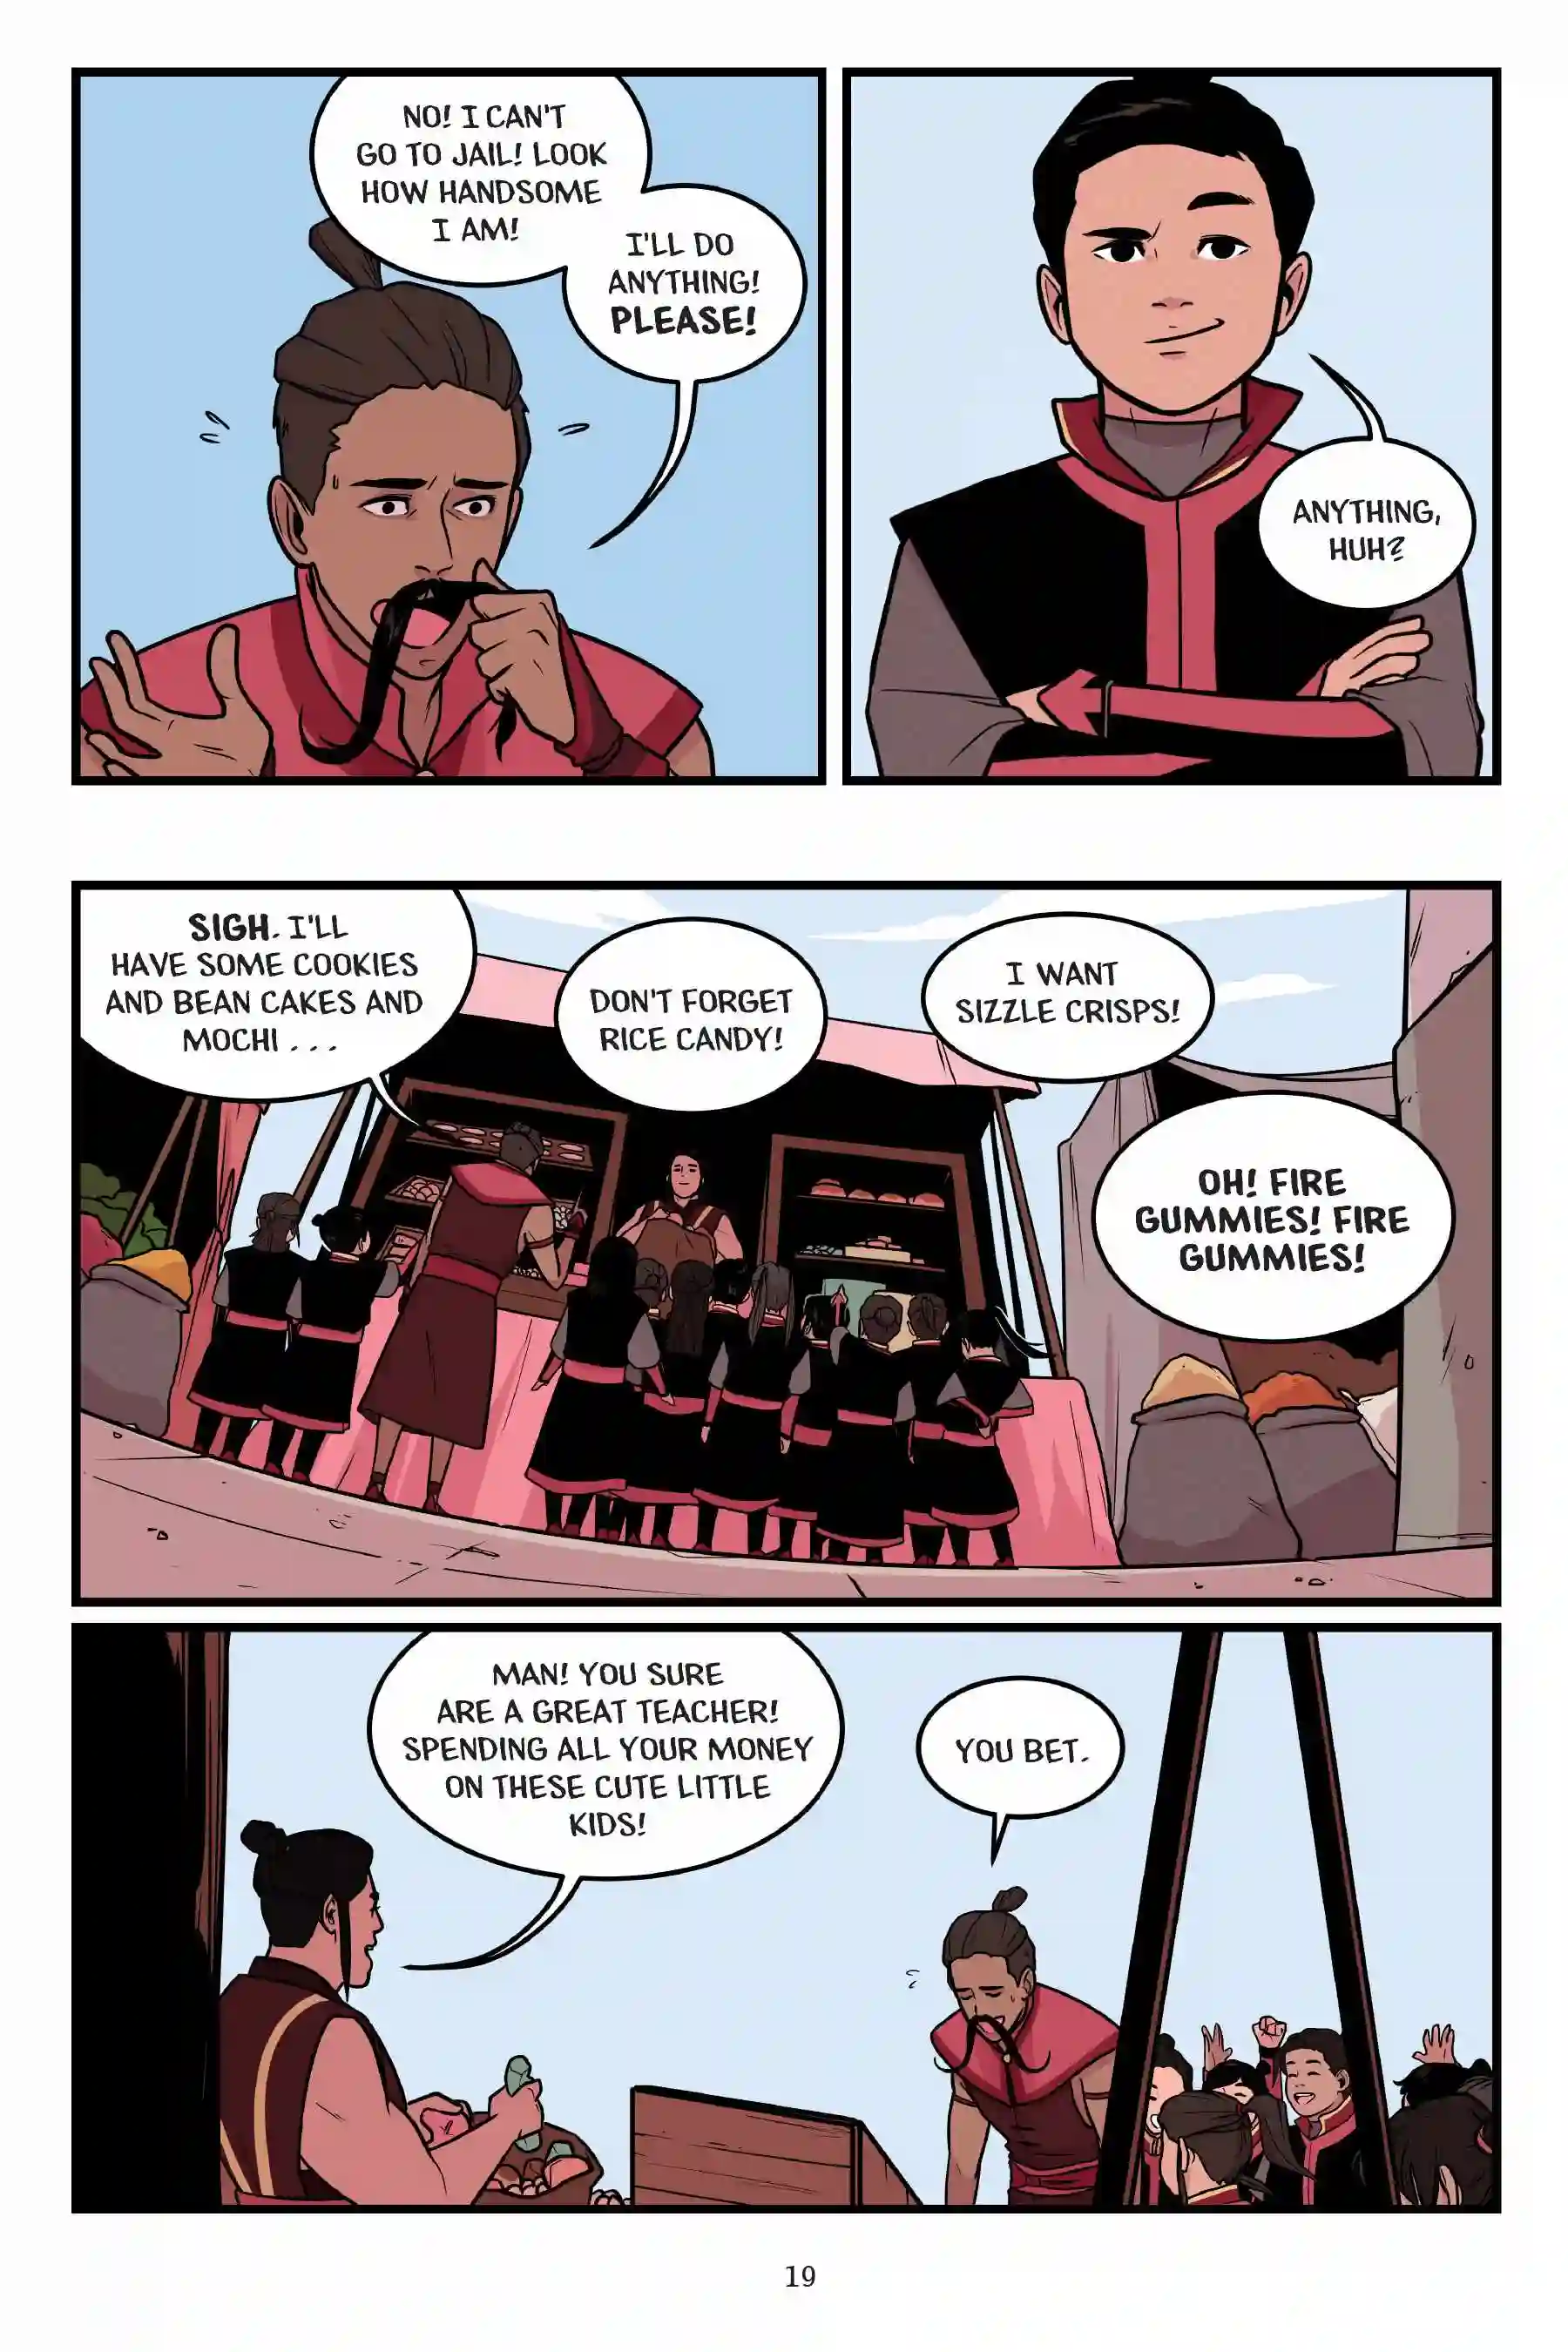 NO! I CAN'T
GO TO JAIL! LOOK
HOW HANDSOME
I AM!
I'LL DO
ANYTHING!
PLEASE!
ANYTHING,
HUH?
SIGH. I'LL
HAVE SOME COOKIES
AND BEAN CAKES AND
MOCHI . . .
DON'T FORGET
RICE CANDY!
I WANT
SIZZLE CRISPS!
OH! FIRE
GUMMIES! FIRE
GUMMIES!
MAN! YOU SURE
ARE A GREAT TEACHER!
SPENDING ALL YOUR MONEY
ON THESE CUTE LITTLE
KIDS!
YOU BET.
19